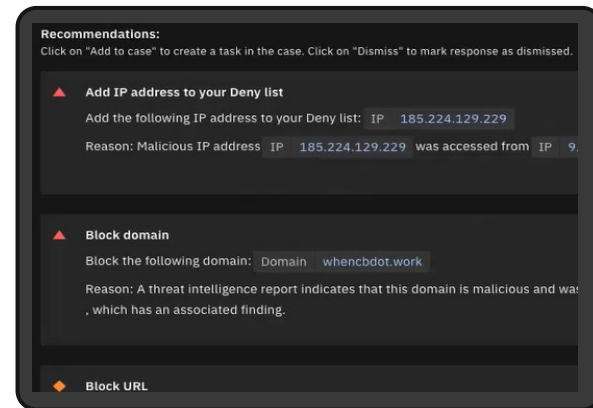 Recommendations:
Click on "Add to case" to create a task in the case. Click on "Dismiss" to mark response as dismissed.
Add IP address to your Deny list
Add the following IP address to your Deny list: IP 185.224.129.229
Reason: Malicious IP address IP 185.224.129.229 was accessed from IP 9.
Block domain
Block the following domain: Domain whencbdot.work
Reason: A threat intelligence report indicates that this domain is malicious and was
, which has an associated finding.
Block URL